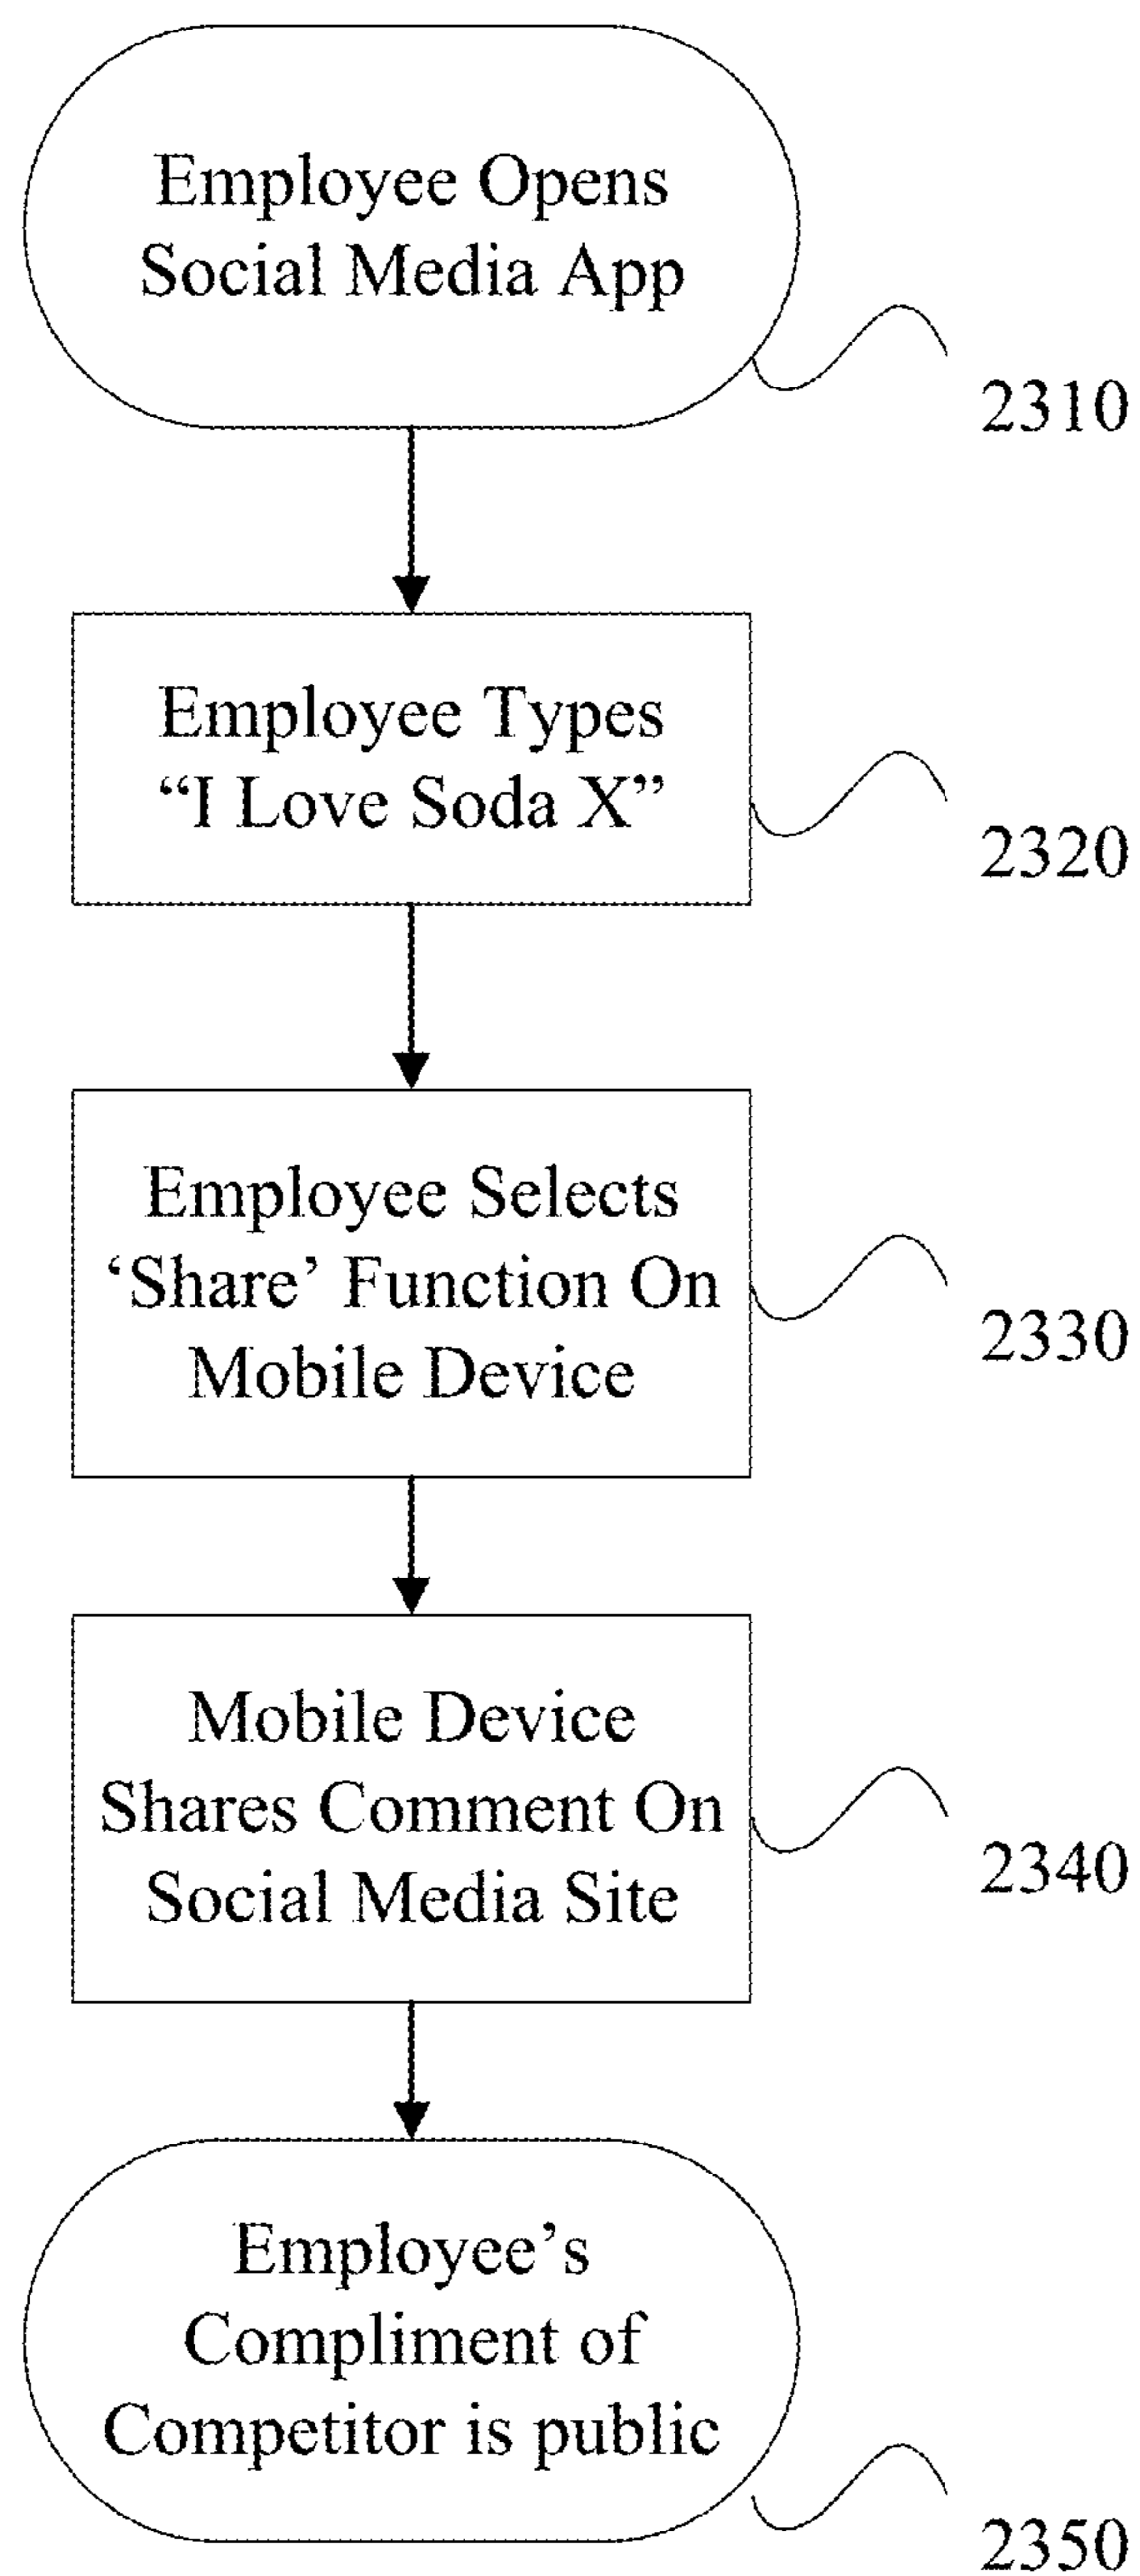 Employee Opens
Social Media App
2310
Employee Types
“I Love Soda X”
2320
Employee Selects
‘Share’ Function On
Mobile Device
2330
Mobile Device
Shares Comment On
Social Media Site
2340
Employee’s
Compliment of
Competitor is public
2350